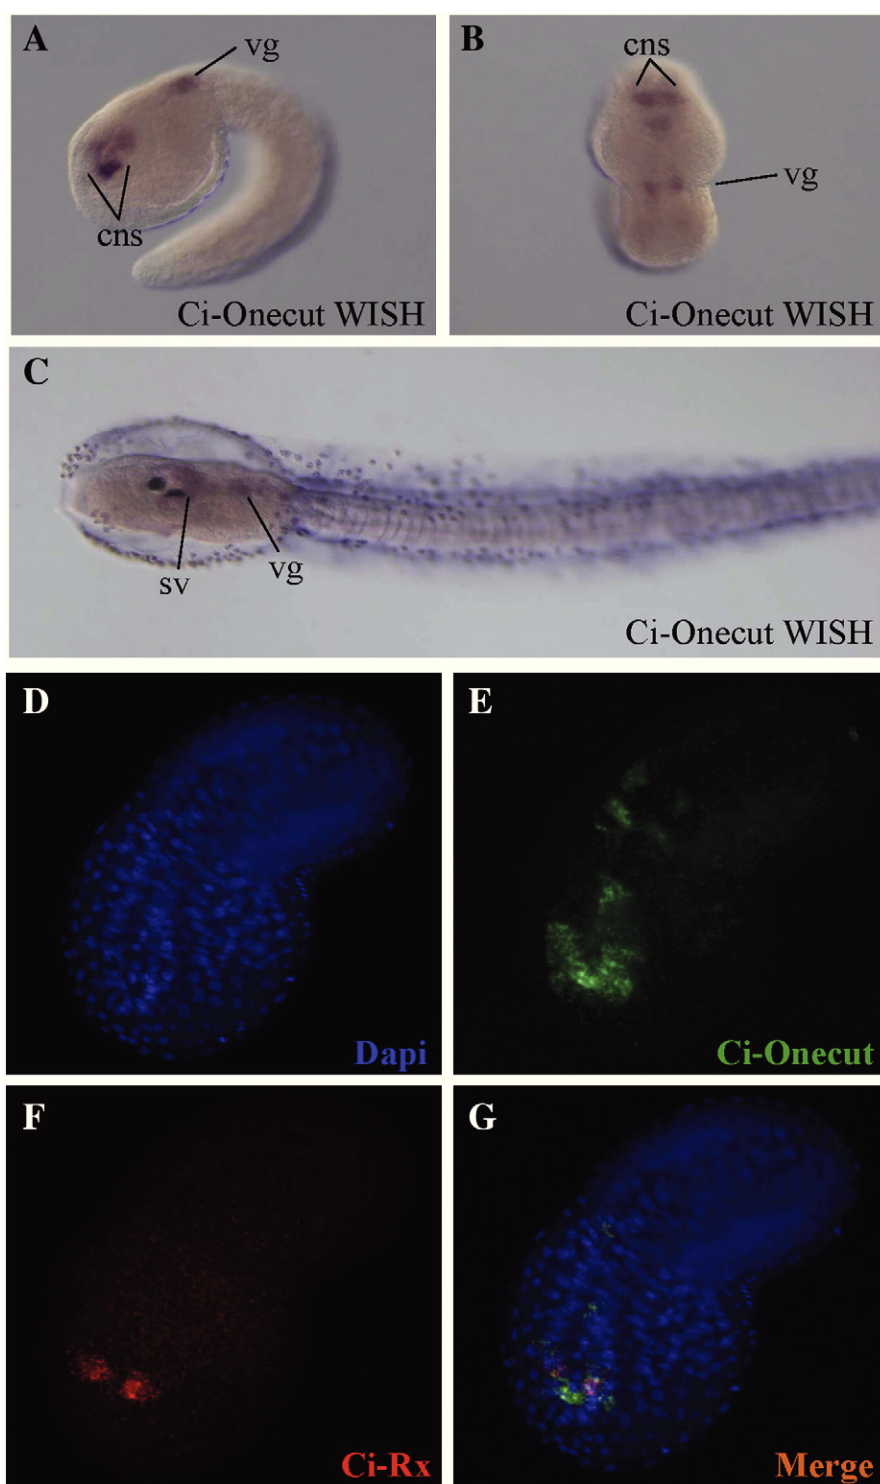 A
vg
cns
Ci-Onecut WISH
B
cns
vg
Ci-Onecut WISH
C
sv
vg
Ci-Onecut WISH
D
Dapi
E
Ci-Onecut
F
Ci-Rx
G
Merge